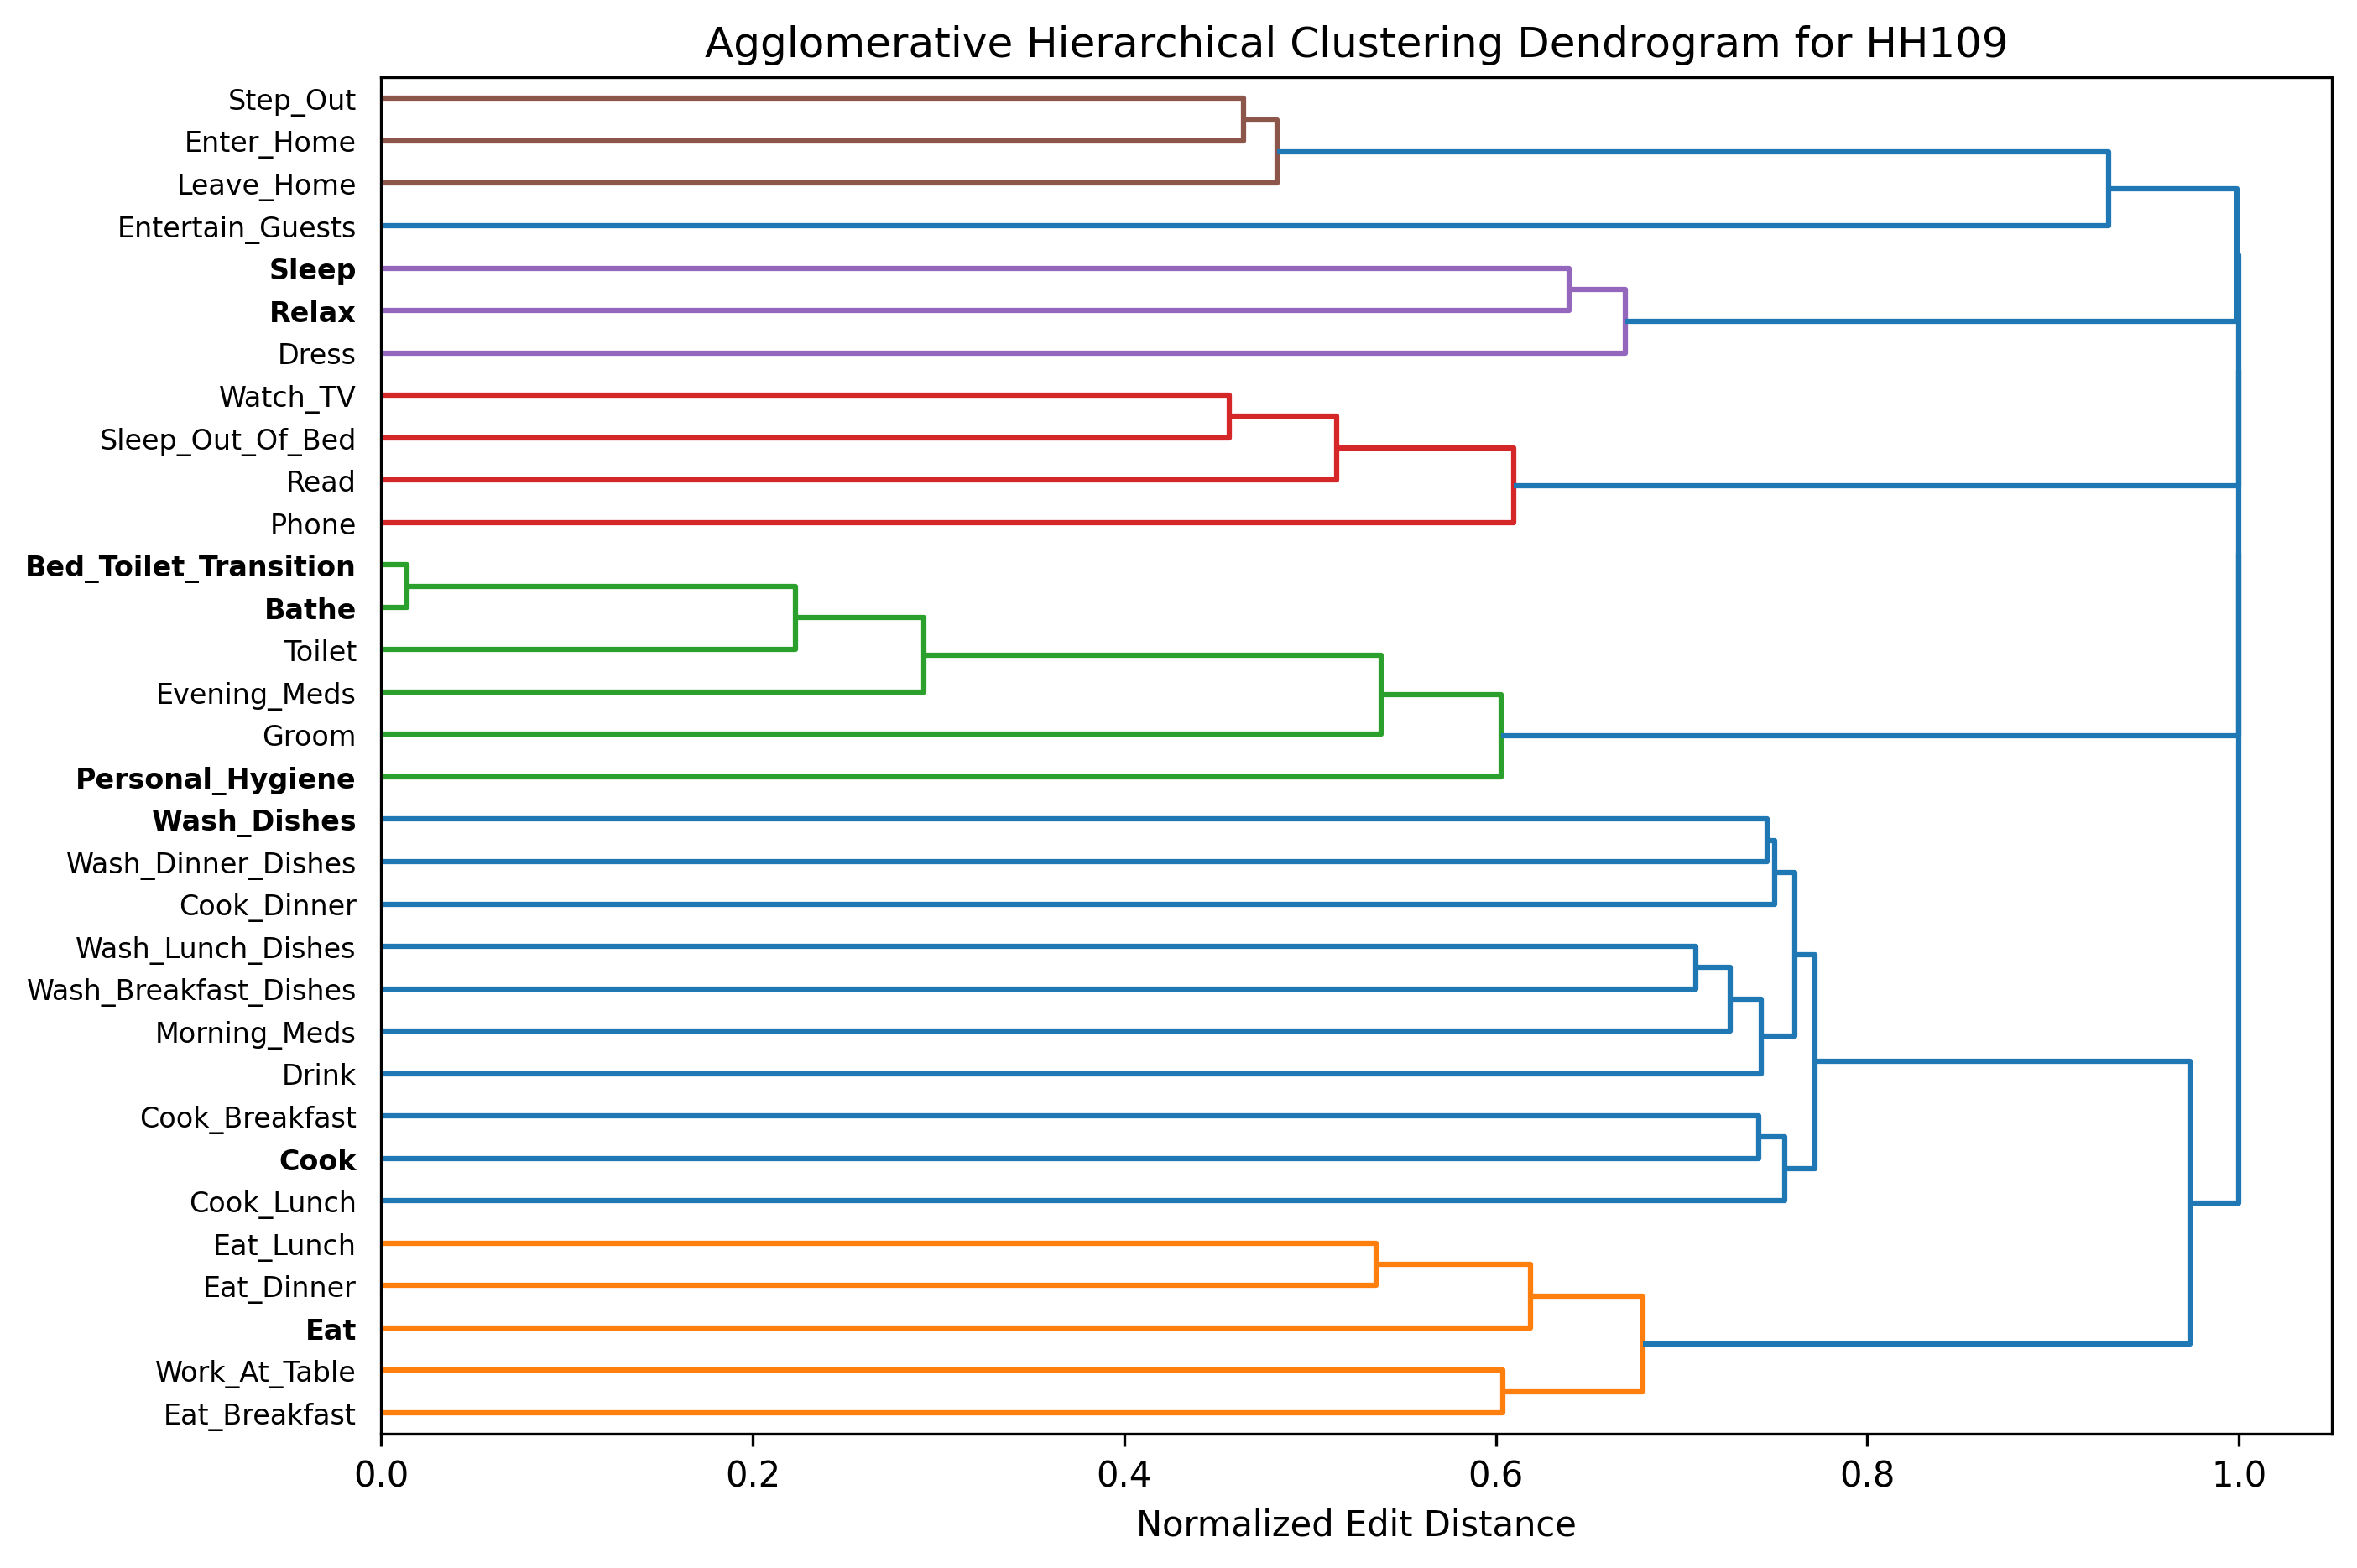 Agglomerative Hierarchical Clustering Dendrogram for HH109
Step_Out
Enter_Home
Leave_Home
Entertain_Guests
Sleep
Relax
Dress
Watch_TV
Sleep_Out_Of_Bed
Read
Phone
Bed_Toilet_Transition
Bathe
Toilet
Evening_Meds
Groom
Personal_Hygiene
Wash_Dishes
Wash_Dinner_Dishes
Cook_Dinner
Wash_Lunch_Dishes
Wash_Breakfast_Dishes
Morning_Meds
Drink
Cook_Breakfast
Cook
Cook_Lunch
Eat_Lunch
Eat_Dinner
Eat
Work_At_Table
Eat_Breakfast
0.0 0.2 0.4 0.6 0.8 1.0
Normalized Edit Distance